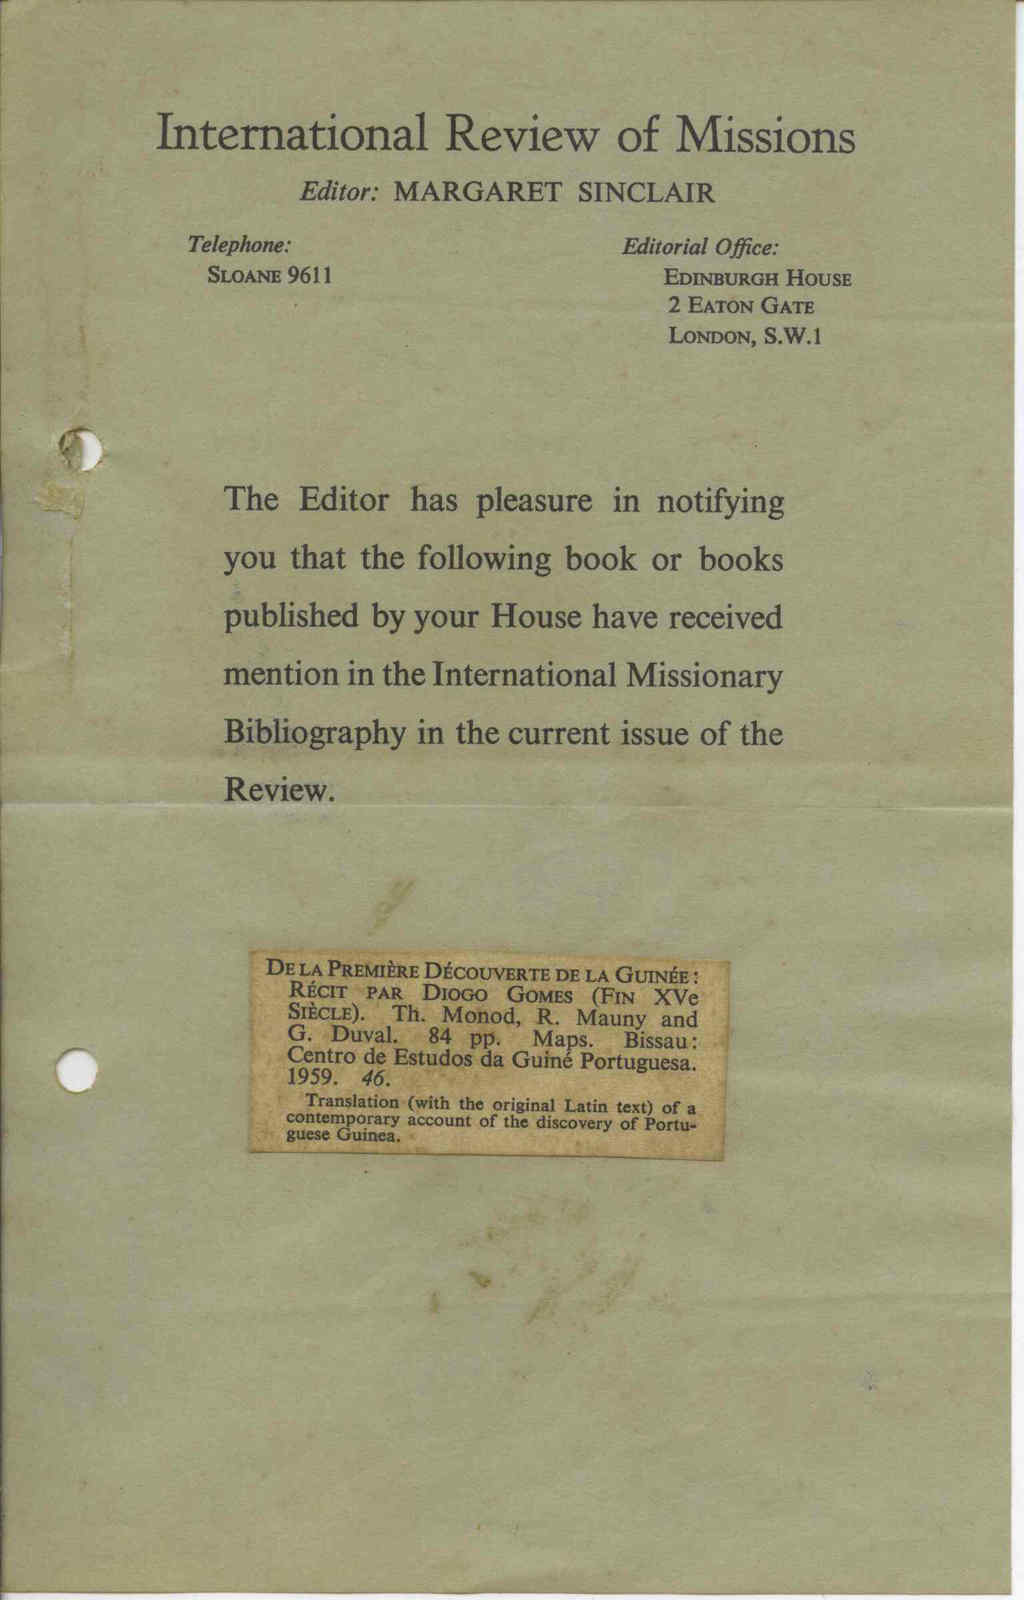 International Review of Missions
Editor: MARGARET SINCLAIR
Telephone:
SLOANE 9611
Editorial Office:
EDINBURGH HOUSE
2 EATON GATE
LONDON, S.W.1
The Editor has pleasure in notifying
you that the following book or books
published by your House have received
mention in the International Missionary
Bibliography in the current issue of the
Review.
DE LA PREMIÈRE DÉCOUVERTE DE LA GUINÉE:
RÉCIT PAR DIOGO GOMES (FIN XVe
SIÈCLE). Th. Monod, R. Mauny and
G. Duval. 84 pp. Maps. Bissau:
Centro de Estudos da Guiné Portuguesa.
1959. 46.
Translation (with the original Latin text) of a
contemporary account of the discovery of Portu-
guese Guinea.